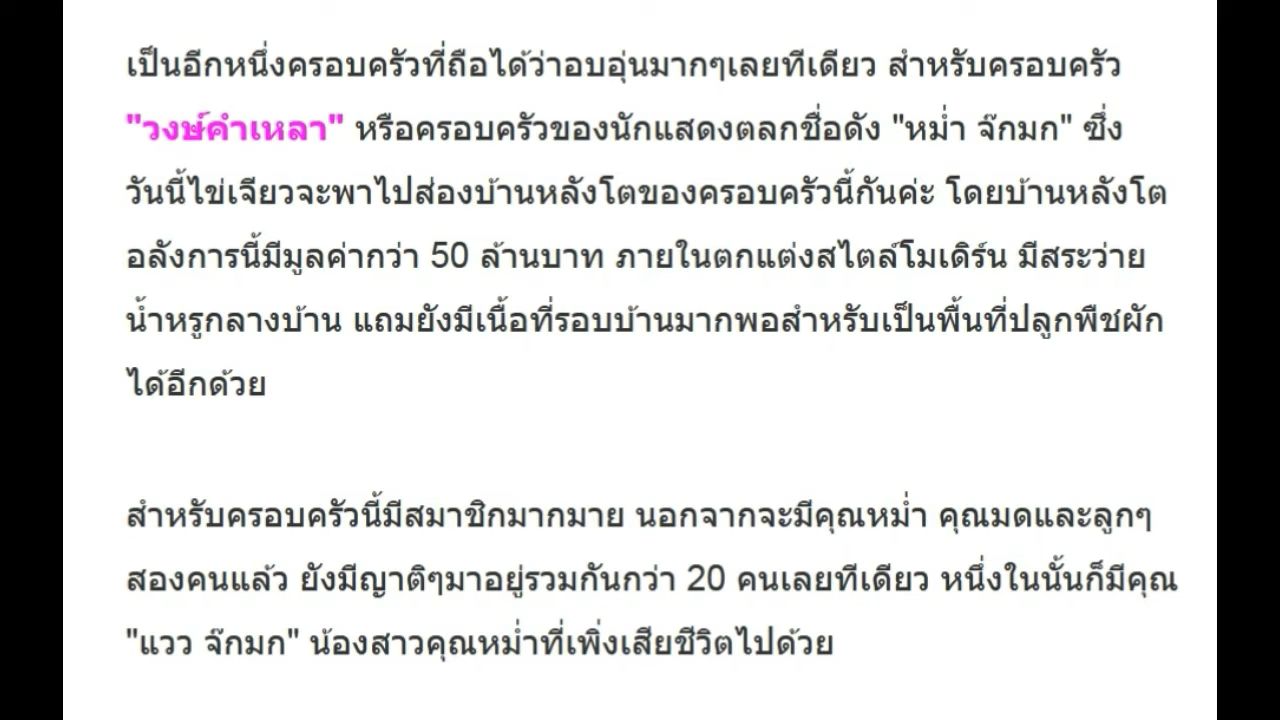 เป็นอีกหนึ่งครอบครัวที่ถือได้ว่าอบอุ่นมากๆเลยทีเดียว สำหรับครอบครัว
"วงษ์คำเหลา" หรือครอบครัวของนักแสดงตลกชื่อดัง "หม่ำ จ๊กมก" ซึ่ง
วันนี้ไข่เจียวจะพาไปส่องบ้านหลังโตของครอบครัวนี้กันค่ะ โดยบ้านหลังโต
อลังการนี้มีมูลค่ากว่า 50 ล้านบาท ภายในตกแต่งสไตล์โมเดิร์น มีสระว่าย
น้ำหรูกลางบ้าน แถมยังมีเนื้อที่รอบบ้านมากพอสำหรับเป็นพื้นที่ปลูกพืชผัก
ได้อีกด้วย
สำหรับครอบครัวนี้มีสมาชิกมากมาย นอกจากจะมีคุณหม่ำ คุณมดและลูกๆ
สองคนแล้ว ยังมีญาติๆมาอยู่รวมกันกว่า 20 คนเลยทีเดียว หนึ่งในนั้นก็มีคุณ
"แวว จ๊กมก" น้องสาวคุณหม่ำที่เพิ่งเสียชีวิตไปด้วย